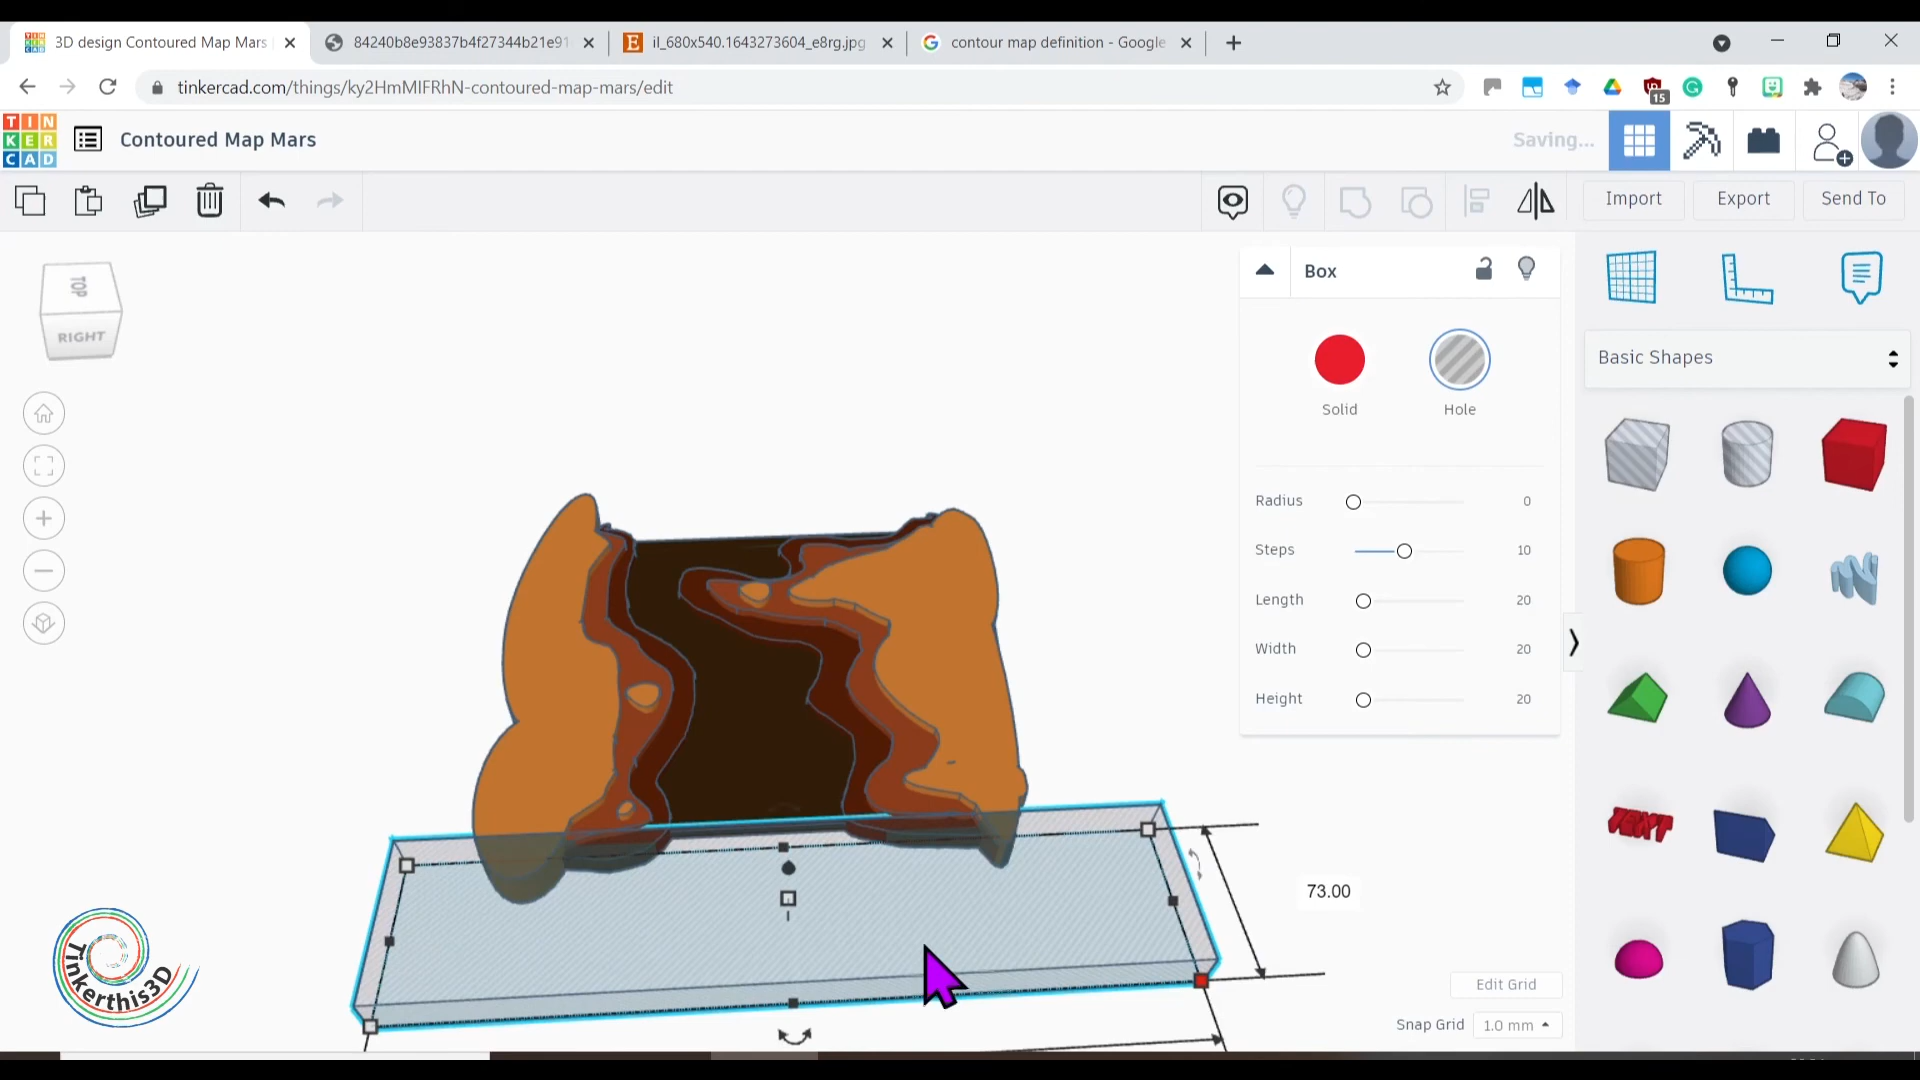 3D design Contoured Map Mars
84240b8e93837b4f27344b21e91
il_680x540.1643273604_e8rg.jpg
contour map definition - Google
tinkercad.com/things/ky2HmMIFRhN-contoured-map-mars/edit
15
TIN
KER
CAD
Contoured Map Mars
Saving...
Import
Export
Send To
TOP
RIGHT
Box
Solid
Hole
Radius
0
Steps
10
Length
20
Width
20
Height
20
Basic Shapes
TEXT
73.00
Edit Grid
Snap Grid
1.0 mm
Tinkerthis3D